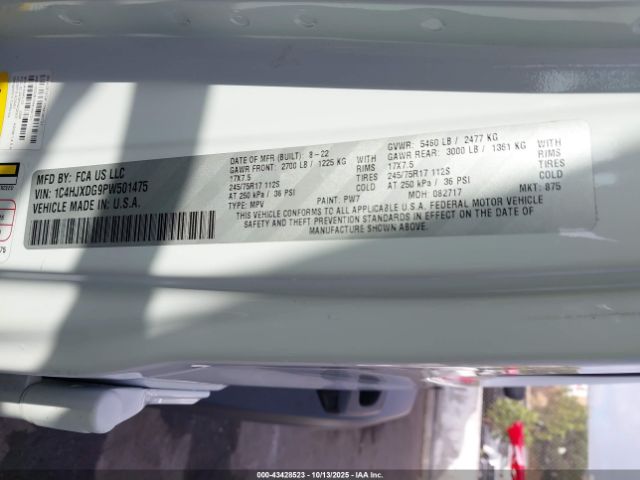 MFD BY: FCA US LLC
VIN: 1C4HJXDG9PW501475
VEHICLE MADE IN: U.S.A.
DATE OF MFR (BUILT): 8-22
GAWR FRONT: 2700 LB / 1225 KG
17X7.5 RIMS
245/75R17 112S TIRES
AT 250 kPa / 36 PSI COLD
TYPE: MPV PAINT: PW7
GVWR: 5460 LB / 2477 KG
GAWR REAR: 3000 LB / 1361 KG
17X7.5 RIMS
245/75R17 112S TIRES
AT 250 kPa / 36 PSI COLD
MDH: 082717 MKT: 875
THIS VEHICLE CONFORMS TO ALL APPLICABLE U.S.A. FEDERAL MOTOR VEHICLE
SAFETY AND THEFT PREVENTION STANDARDS IN EFFECT ON THE DATE OF
MANUFACTURE SHOWN ABOVE.
000-43428523 - 10/13/2025 - IAA Inc.